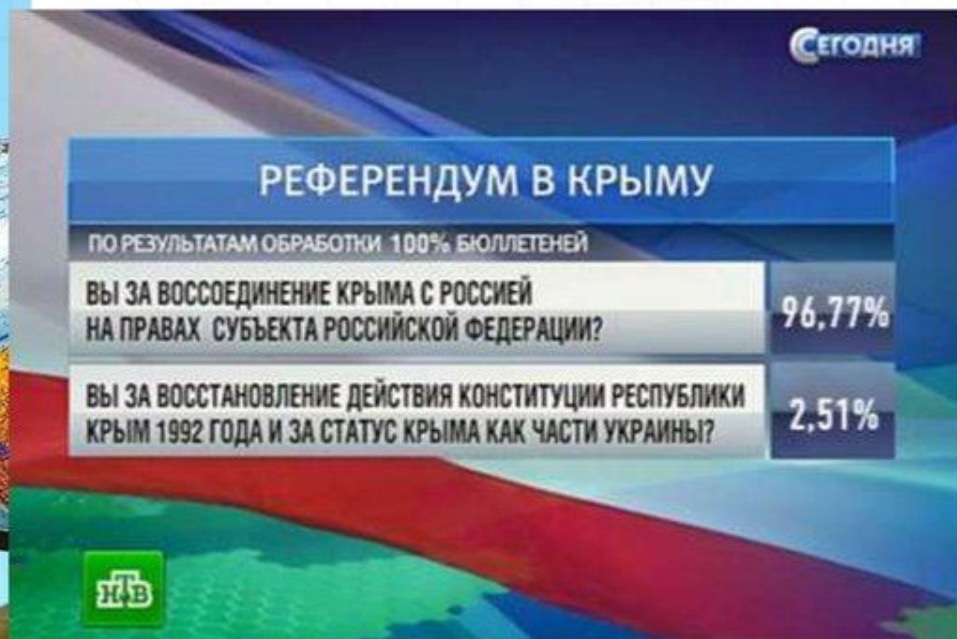 СЕГОДНЯ
РЕФЕРЕНДУМ В КРЫМУ
ПО РЕЗУЛЬТАТАМ ОБРАБОТКИ 100% БЮЛЛЕТЕНЕЙ
ВЫ ЗА ВОССОЕДИНЕНИЕ КРЫМА С РОССИЕЙ
НА ПРАВАХ СУБЪЕКТА РОССИЙСКОЙ ФЕДЕРАЦИИ?
96,77%
ВЫ ЗА ВОССТАНОВЛЕНИЕ ДЕЙСТВИЯ КОНСТИТУЦИИ РЕСПУБЛИКИ
КРЫМ 1992 ГОДА И ЗА СТАТУС КРЫМА КАК ЧАСТИ УКРАИНЫ?
2,51%
НТВ